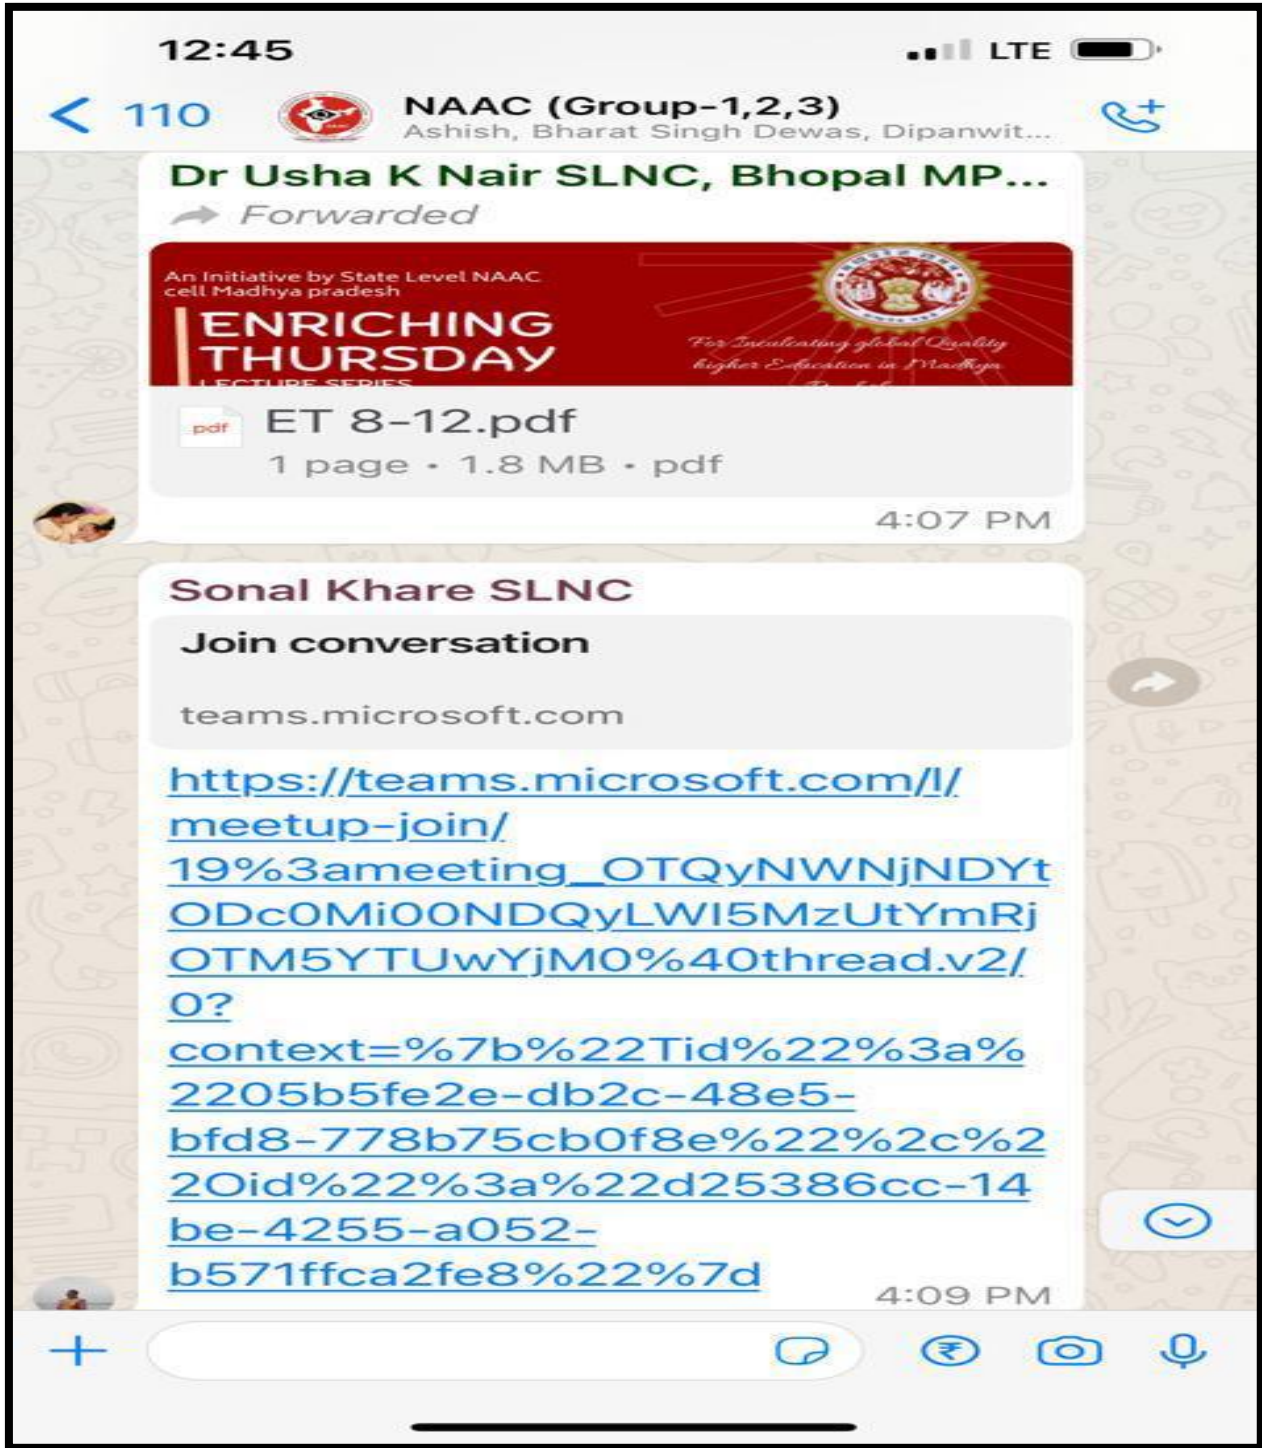 12:45
LTE
110
NAAC (Group-1,2,3)
Ashish, Bharat Singh Dewas, Dipanwit...
Dr Usha K Nair SLNC, Bhopal MP...
Forwarded
An Initiative by State Level NAAC
cell Madhya pradesh
ENRICHING
THURSDAY
LECTURE SERIES
For Inculcating global Quality
higher Education in Madhya
pdf
ET 8-12.pdf
1 page • 1.8 MB • pdf
4:07 PM
Sonal Khare SLNC
Join conversation
teams.microsoft.com
https://teams.microsoft.com/l/
meetup-join/
19%3ameeting_OTQyNWNjNDYt
ODc0Mi00NDQyLWI5MzUtYmRj
OTM5YTUwYjM0%40thread.v2/
0?
context=%7b%22Tid%22%3a%
2205b5fe2e-db2c-48e5-
bfd8-778b75cb0f8e%22%2c%2
2Oid%22%3a%22d25386cc-14
be-4255-a052-
b571ffca2fe8%22%7d
4:09 PM
₹